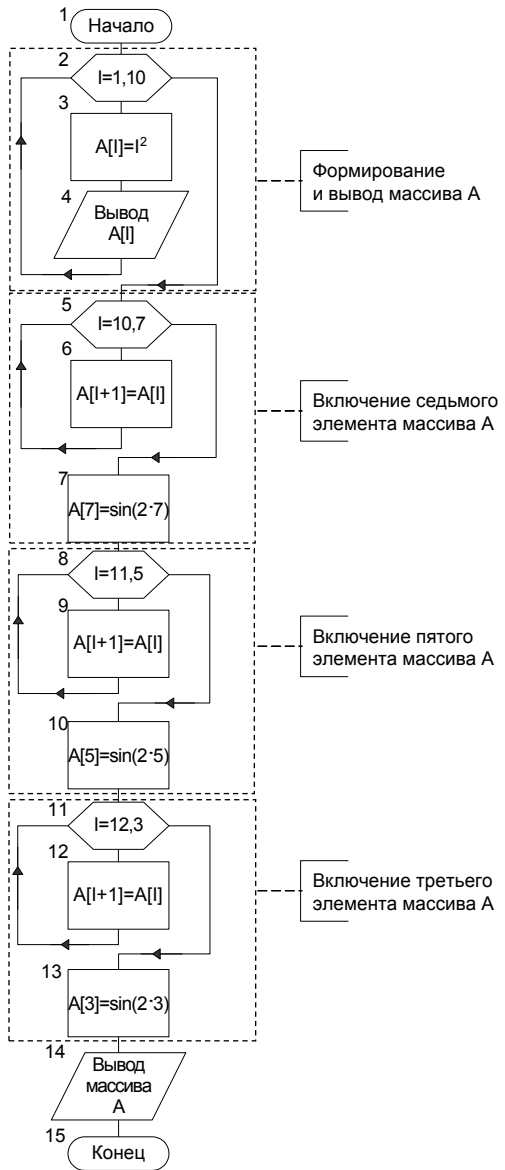 1
Начало
2
I=1,10
3
A[I]=I²
4
Вывод
A[I]
Формирование
и вывод массива А
5
I=10,7
6
A[I+1]=A[I]
7
A[7]=sin(2·7)
Включение седьмого
элемента массива А
8
I=11,5
9
A[I+1]=A[I]
10
A[5]=sin(2·5)
Включение пятого
элемента массива А
11
I=12,3
12
A[I+1]=A[I]
13
A[3]=sin(2·3)
Включение третьего
элемента массива А
14
Вывод
массива
А
15
Конец